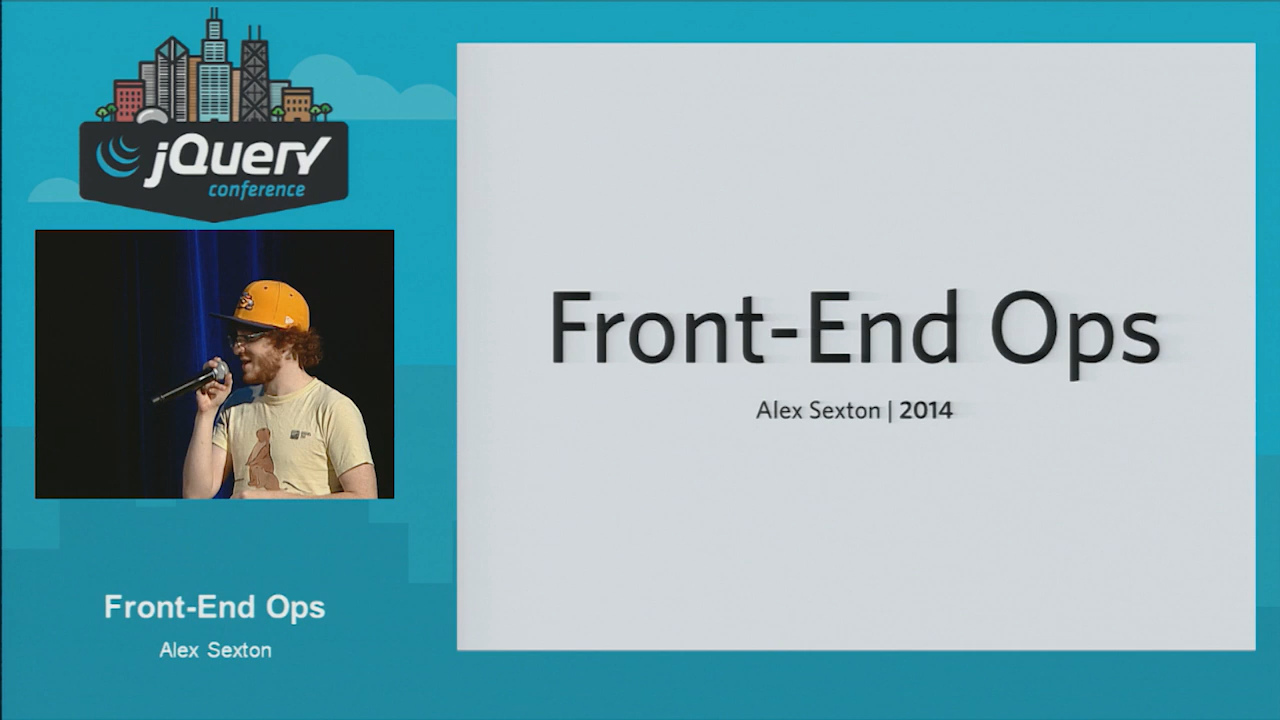 jQuery
conference
Front-End Ops
Alex Sexton
Front-End Ops
Alex Sexton | 2014